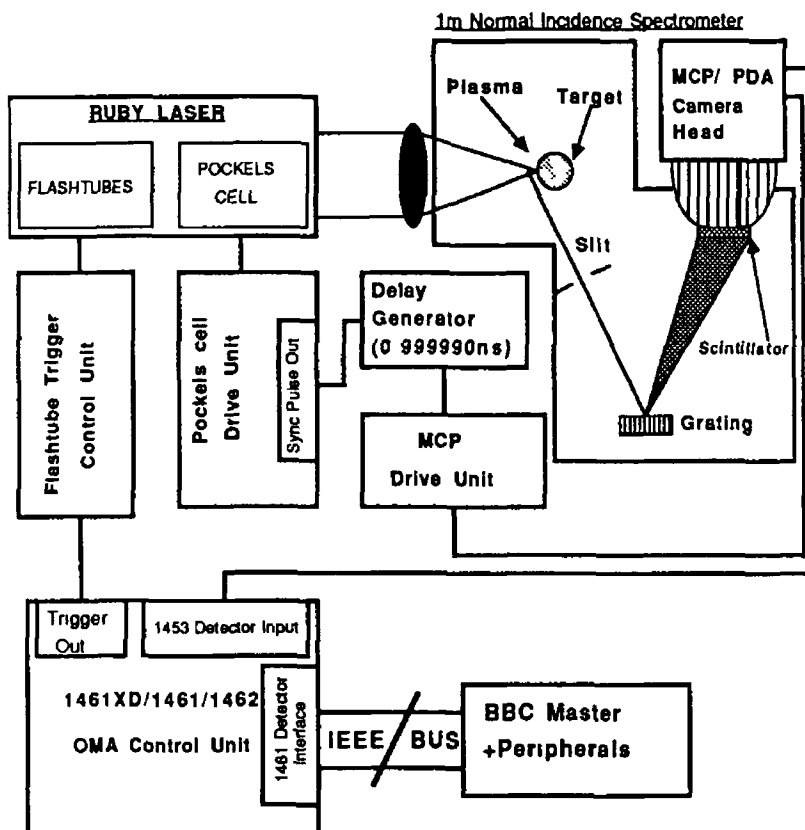 1m Normal Incidence Spectrometer
MCP/ PDA
Camera
Head
Plasma
Target
RUBY LASER
FLASHTUBES
POCKELS
CELL
Slit
Scintillator
Grating
Flashtube Trigger
Control Unit
Pockels cell
Drive Unit
Sync Pulse Out
Delay
Generator
(0 999990ns)
MCP
Drive Unit
Trigger
Out
1453 Detector Input
1461XD/1461/1462
OMA Control Unit
1461 Detector
Interface
IEEE BUS
BBC Master
+Peripherals